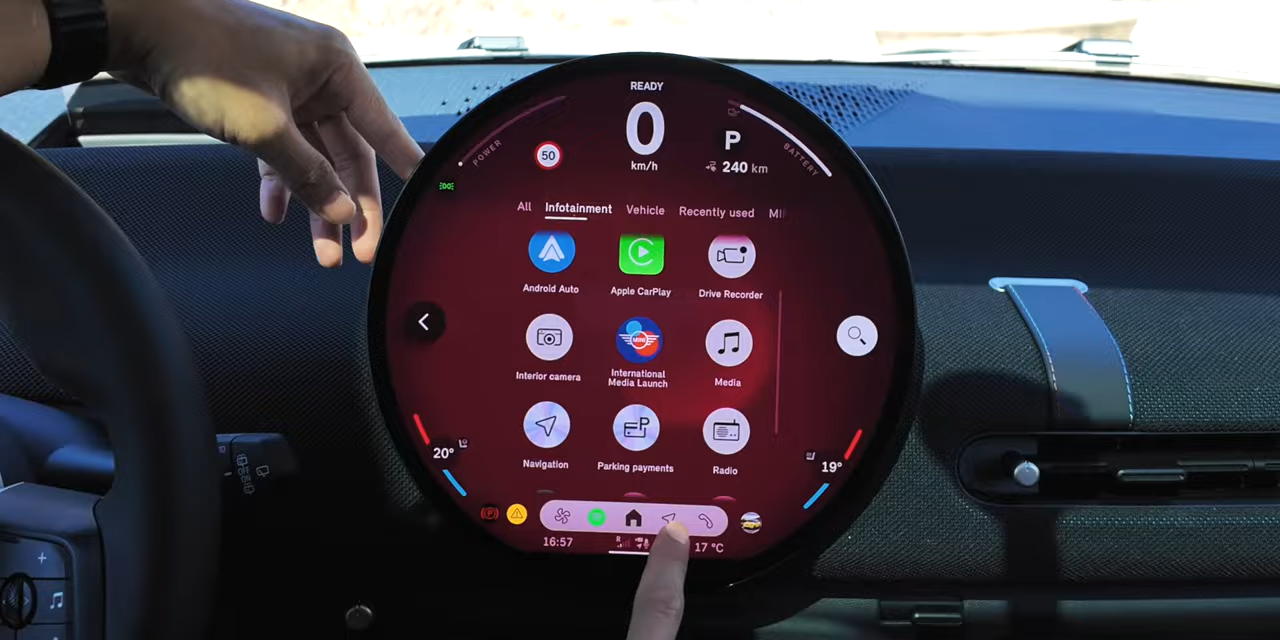 READY
0
km/h
50
P
240 km
POWER
BATTERY
All Infotainment Vehicle Recently used
Android Auto Apple CarPlay Drive Recorder
Interior camera International Media Launch Media
MINI
Navigation Parking payments Radio
P
20°
19°
16:57
R
17 °C